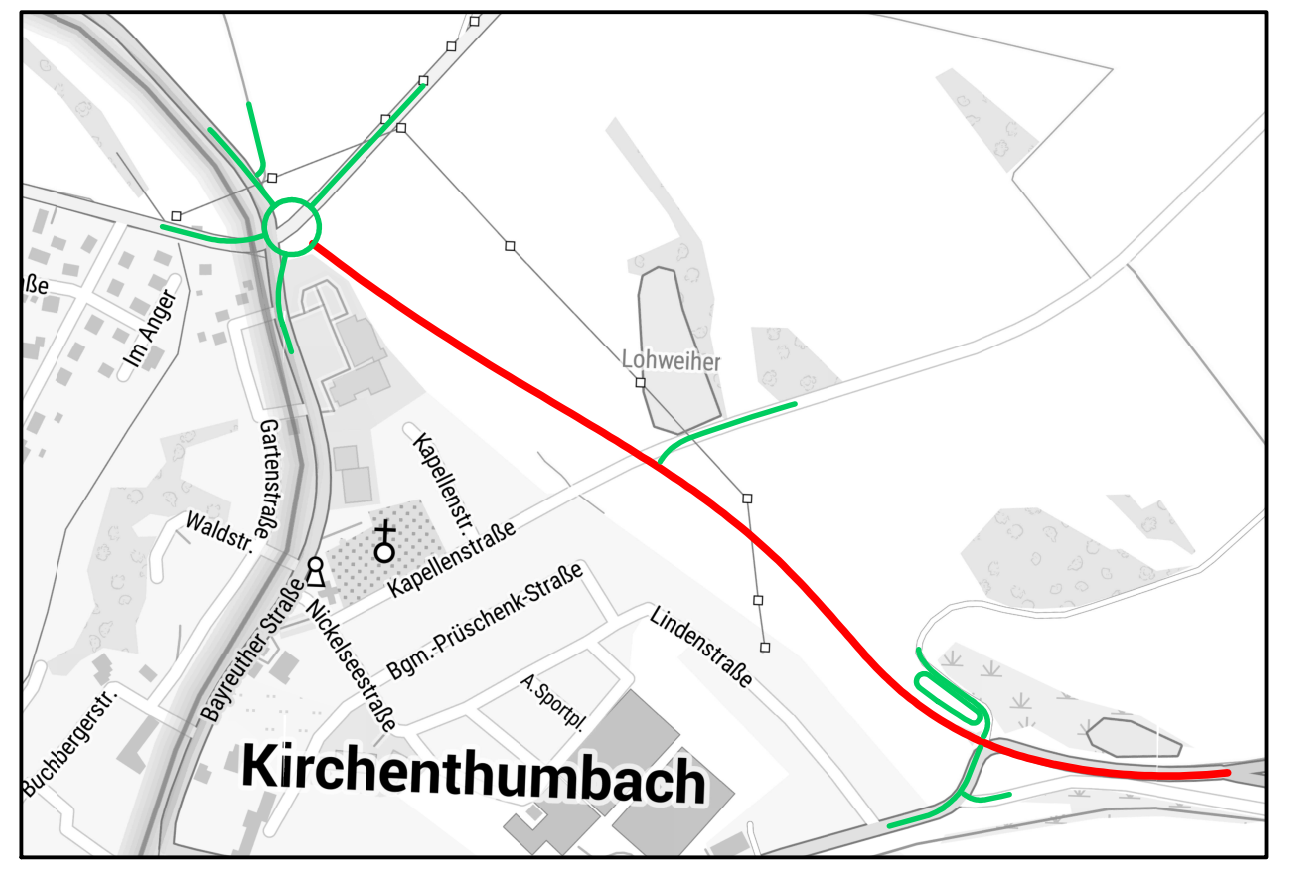 ße
Im Anger
Lohweiher
Gartenstraße
Kapellenstr.
Waldstr.
Kapellenstraße
Bgm.-Prüschenk-Straße
Nickelseestraße
Bayreuther Straße
Lindenstraße
A.Sportpl.
Buchbergerstr.
Kirchenthumbach